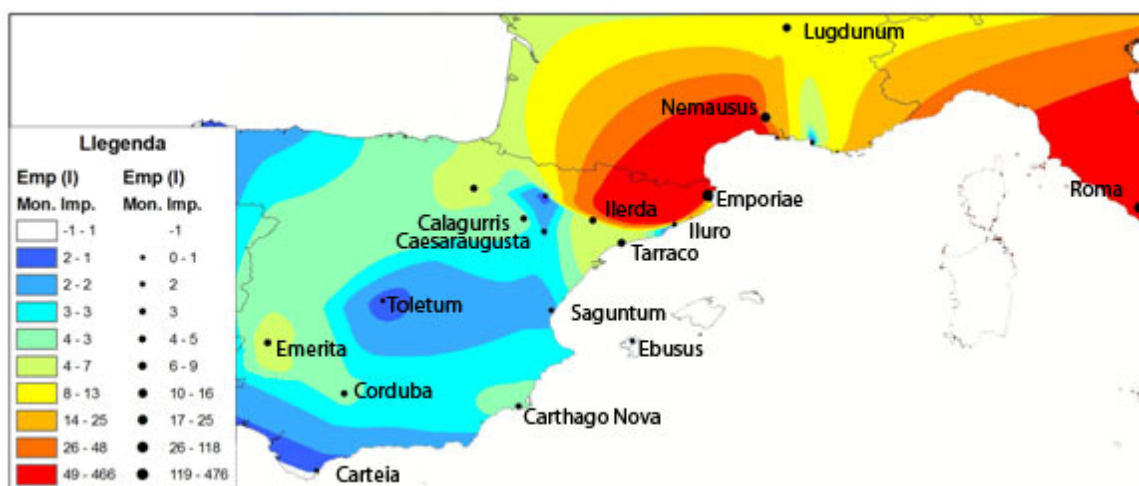 Lugdunum
Nemausus
Llegenda
Emp (I) Emp (I)
Mon. Imp. Mon. Imp.
-1 - 1 -1
2 - 1 0 - 1
2 - 2 2
3 - 3 3
4 - 3 4 - 5
4 - 7 6 - 9
8 - 13 10 - 16
14 - 25 17 - 25
26 - 48 26 - 118
49 - 466 119 - 476
Roma
Emporiae
Ilerda
Calagurris
Iluro
Caesaraugusta
Tarraco
Toletum
Saguntum
Emerita
Ebusus
Corduba
Carthago Nova
Carteia